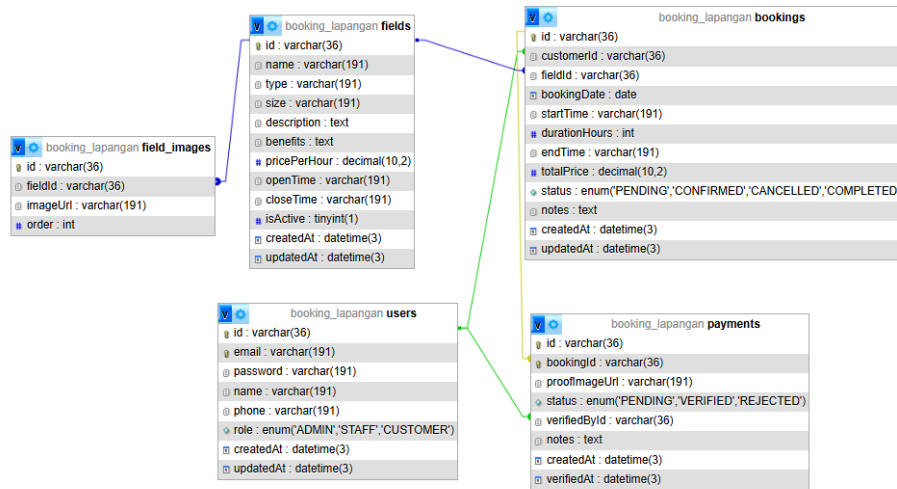 booking_lapangan fields
id : varchar(36)
name : varchar(191)
type : varchar(191)
size : varchar(191)
description : text
benefits : text
pricePerHour : decimal(10,2)
openTime : varchar(191)
closeTime : varchar(191)
isActive : tinyint(1)
createdAt : datetime(3)
updatedAt : datetime(3)
booking_lapangan bookings
id : varchar(36)
customerId : varchar(36)
fieldId : varchar(36)
bookingDate : date
startTime : varchar(191)
durationHours : int
endTime : varchar(191)
totalPrice : decimal(10,2)
status : enum('PENDING','CONFIRMED','CANCELLED','COMPLETED
notes : text
createdAt : datetime(3)
updatedAt : datetime(3)
booking_lapangan field_images
id : varchar(36)
fieldId : varchar(36)
imageUrl : varchar(191)
order : int
booking_lapangan users
id : varchar(36)
email : varchar(191)
password : varchar(191)
name : varchar(191)
phone : varchar(191)
role : enum('ADMIN','STAFF','CUSTOMER')
createdAt : datetime(3)
updatedAt : datetime(3)
booking_lapangan payments
id : varchar(36)
bookingId : varchar(36)
proofImageUrl : varchar(191)
status : enum('PENDING','VERIFIED','REJECTED')
verifiedById : varchar(36)
notes : text
createdAt : datetime(3)
verifiedAt : datetime(3)